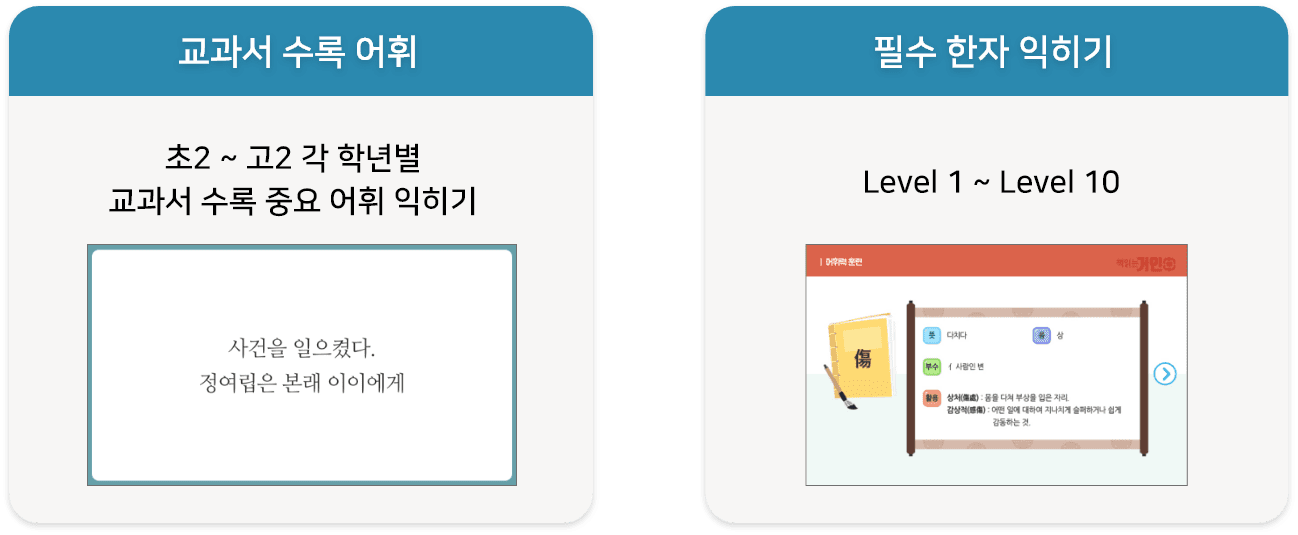 교과서 수록 어휘
초2 ~ 고2 각 학년별
교과서 수록 중요 어휘 익히기
사건을 일으켰다.
정여립은 본래 이이에게
필수 한자 익히기
Level 1 ~ Level 10
| 어휘력 훈련
책읽는 거인
傷
뜻 다치다
음 상
부수 亻 사람인 변
활용 상처(傷處) : 몸을 다쳐 부상을 입은 자리.
감상적(感傷) : 어떤 일에 대하여 지나치게 슬퍼하거나 쉽게
감동하는 것.